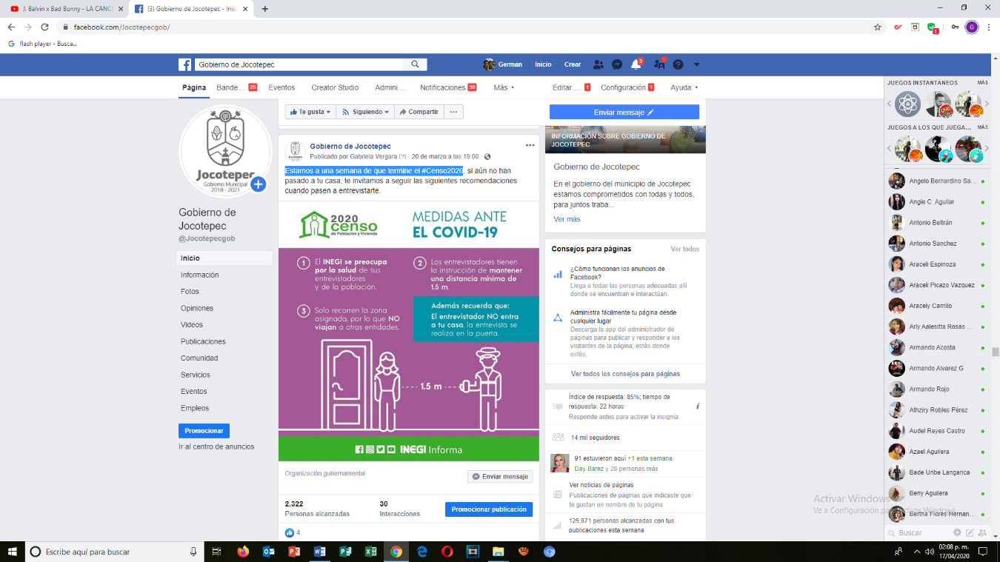 J. Balvin x Bad Bunny - LA CANCI
(3) Gobierno de Jocotepec - Inici
facebook.com/Jocotepecgob/
flash player - Busca...
Gobierno de Jocotepec
German
Inicio
Crear
3
Página
Bande...
25
Eventos
Creator Studio
Admini...
Notificaciones
36
Más
Editar ...
1
Configuración
1
Ayuda
Jocotepec
Gobierno Municipal
2018 - 2021
Gobierno de
Jocotepec
@Jocotepecgob
Inicio
Información
Fotos
Opiniones
Videos
Publicaciones
Comunidad
Servicios
Eventos
Empleos
Promocionar
Ir al centro de anuncios
Te gusta
Siguiendo
Compartir
Gobierno de Jocotepec
Publicado por Gabriela Vergara [?] · 20 de marzo a las 19:00 ·
Estamos a una semana de que termine el #Censo2020, si aún no han
pasado a tu casa, te invitamos a seguir las siguientes recomendaciones
cuando pasen a entrevistarte.
2020
censo
de Población y Vivienda
MEDIDAS ANTE
EL COVID-19
1 El INEGI se preocupa
por la salud de sus
entrevistadores
y de la población.
2 Los entrevistadores tienen
la instrucción de mantener
una distancia mínima de
1.5 m.
3 Solo recorren la zona
asignada, por lo que NO
viajan a otras entidades.
Además recuerda que:
El entrevistador NO entra
a tu casa, la entrevista se
realiza en la puerta.
1.5 m
INEGI Informa
Organización gubernamental
Enviar mensaje
2,322
Personas alcanzadas
30
Interacciones
Promocionar publicación
4
Enviar mensaje
INFORMACIÓN SOBRE GOBIERNO DE
JOCOTEPEC
Gobierno de Jocotepec
En el gobierno del municipio de Jocotepec
estamos comprometidos con todas y todos,
para juntos traba...
Ver más
Consejos para páginas
Ver todos
¿Cómo funcionan los anuncios de
Facebook?
Llega a todas las personas adecuadas allí
donde se encuentran e interactúan.
Administra fácilmente tu página desde
cualquier lugar
Descarga la app del administrador de
páginas para publicar y responder a los
visitantes de la página, estés donde
estés.
Ver todos los consejos para páginas
Índice de respuesta: 85%; tiempo de
respuesta: 22 horas
Responde antes para activar la insignia
14 mil seguidores
91 estuvieron aquí +1 esta semana
Day Barez y 28 personas más
Ver noticias de páginas
Publicaciones de páginas que indicaste que
te gustan en nombre de tu página
125,871 personas alcanzadas con tus
publicaciones esta semana
JUEGOS INSTANTÁNEOS
MÁS
JUEGOS A LOS QUE JUEGA...
MÁS
Angelo Bernardino Sa...
Angie C. Aguilar
Antonio Beltrán
Antonio Sanchez
Araceli Espinoza
Araceli Picazo Vazquez
Aracely Carrillo
Arly Aalesitta Rosas ...
Armando Acosta
Armando Alvarez G
Armando Rojo
Athziry Robles Pérez
Audel Reyes Castro
Azael Aguilera
Bade Uribe Langarica
Beny Aguilera
Bertha Flores Hernan...
Buscar
Activar Windows
Ve a Configuración para activar Windows.
Escribe aquí para buscar
02:08 p. m.
17/04/2020